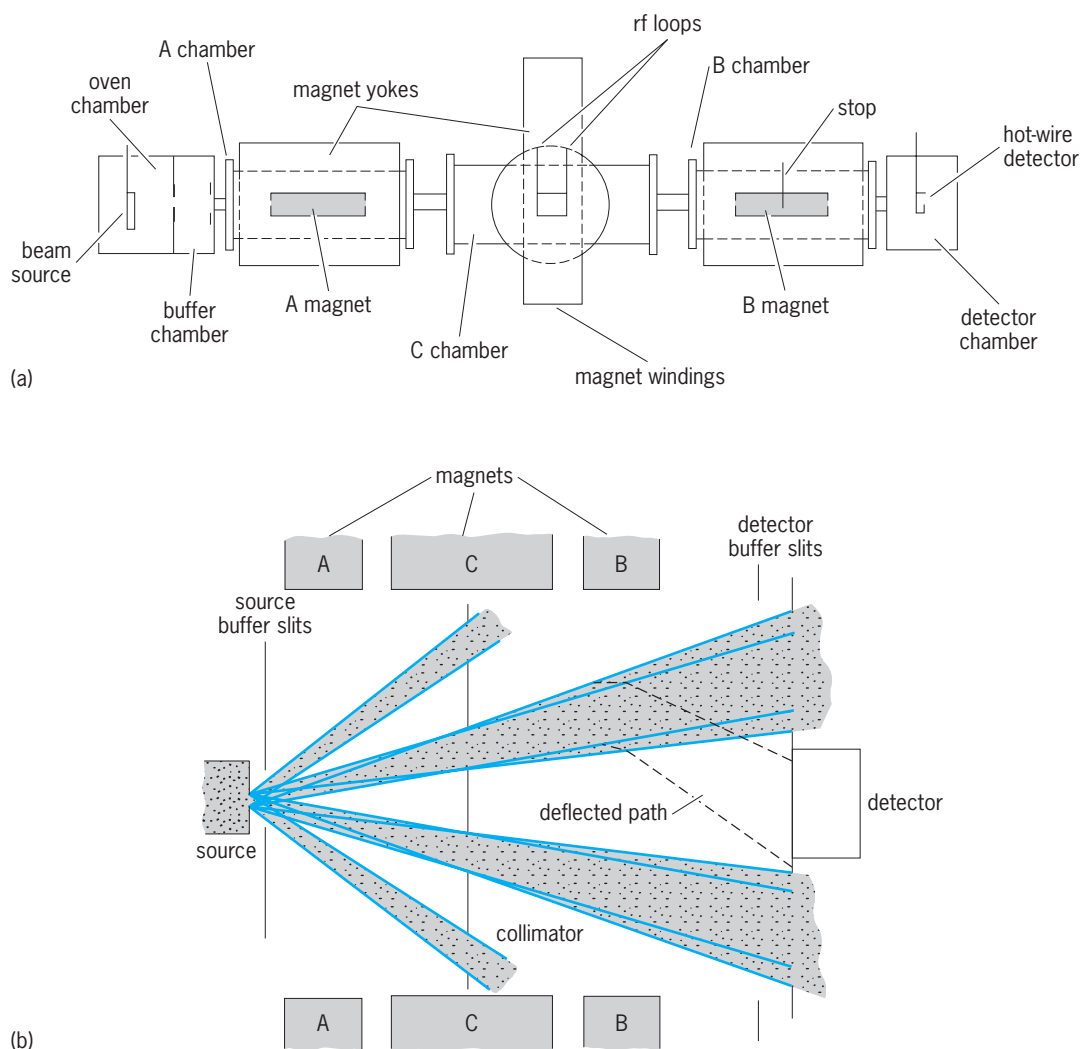 rf loops
A chamber
B chamber
oven
chamber
magnet yokes
stop
hot-wire
detector
beam
source
buffer
chamber
A magnet
C chamber
magnet windings
B magnet
detector
chamber
(a)
magnets
detector
buffer slits
A
C
B
source
buffer slits
deflected path
detector
source
collimator
A
C
B
(b)